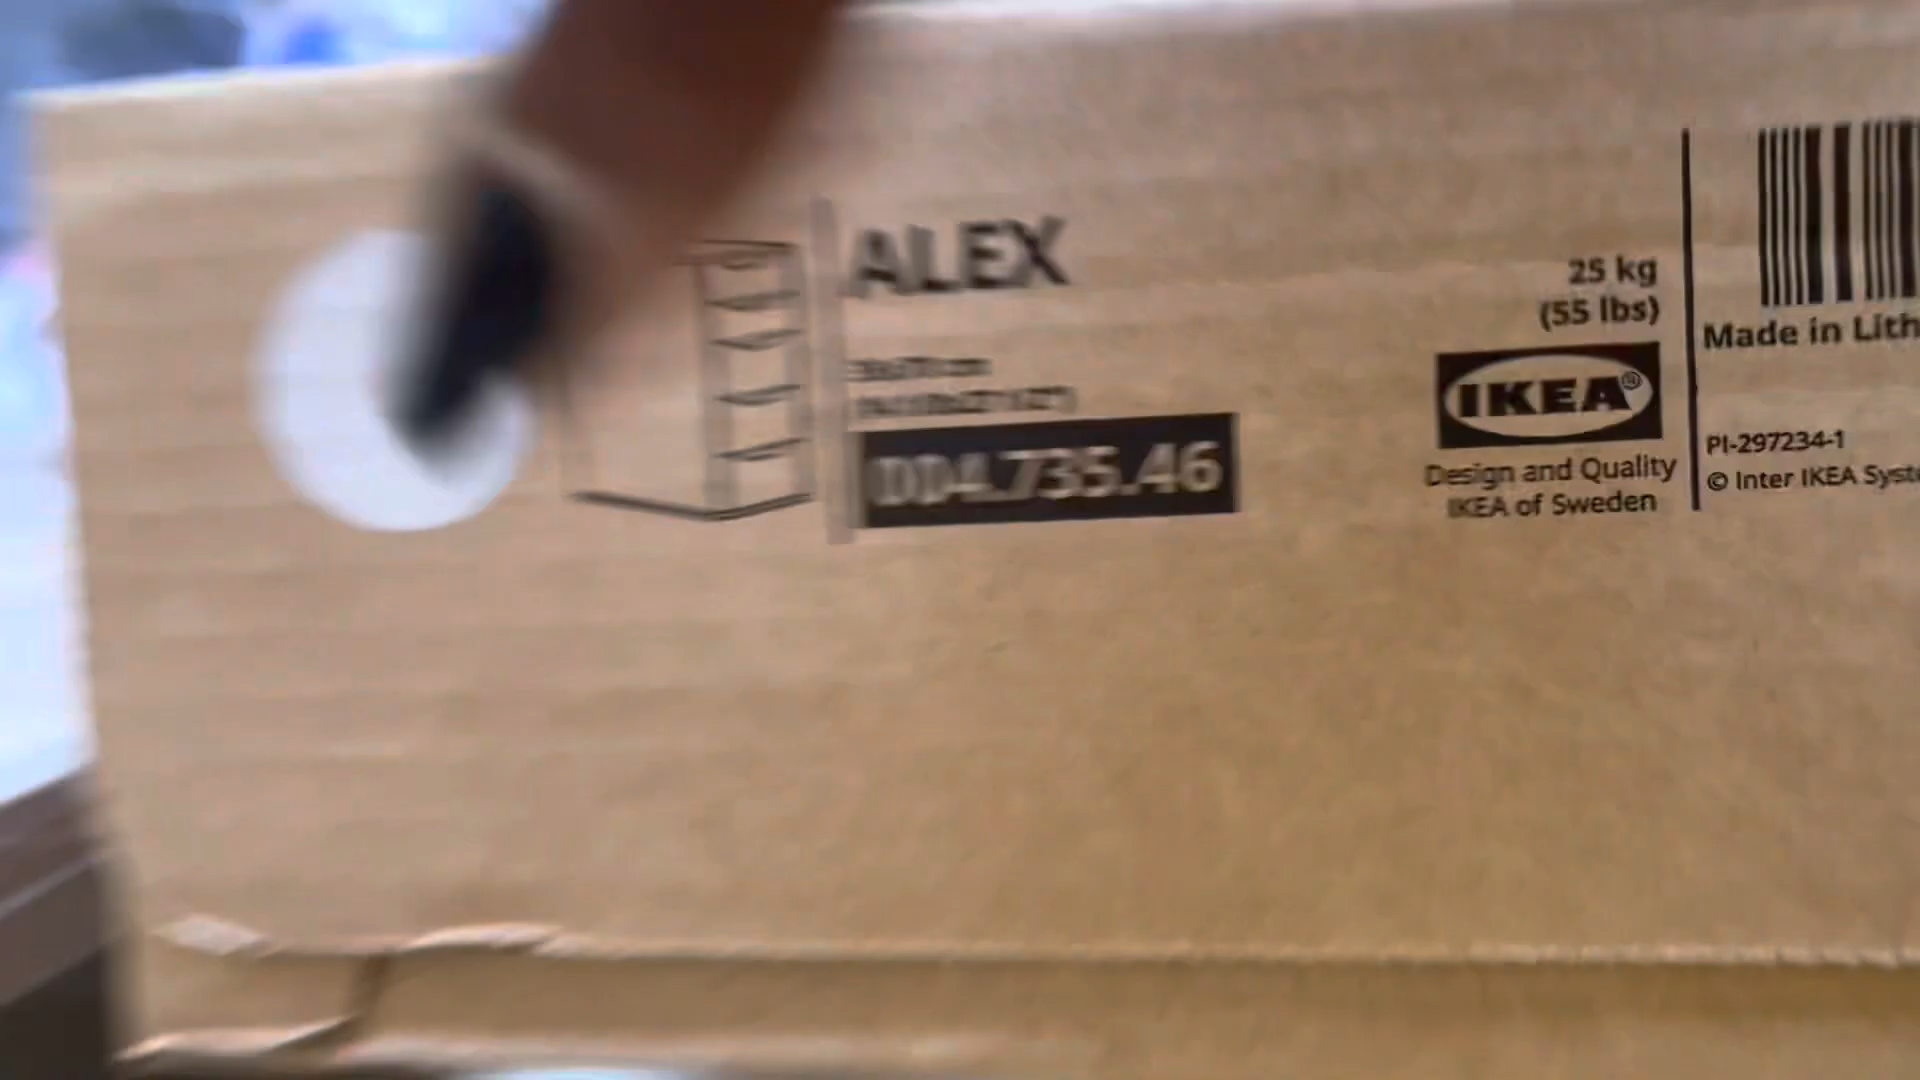 ALEX
004.735.46
25 kg
(55 lbs)
IKEA®
Design and Quality
IKEA of Sweden
Made in Lith
PI-297234-1
© Inter IKEA Syste